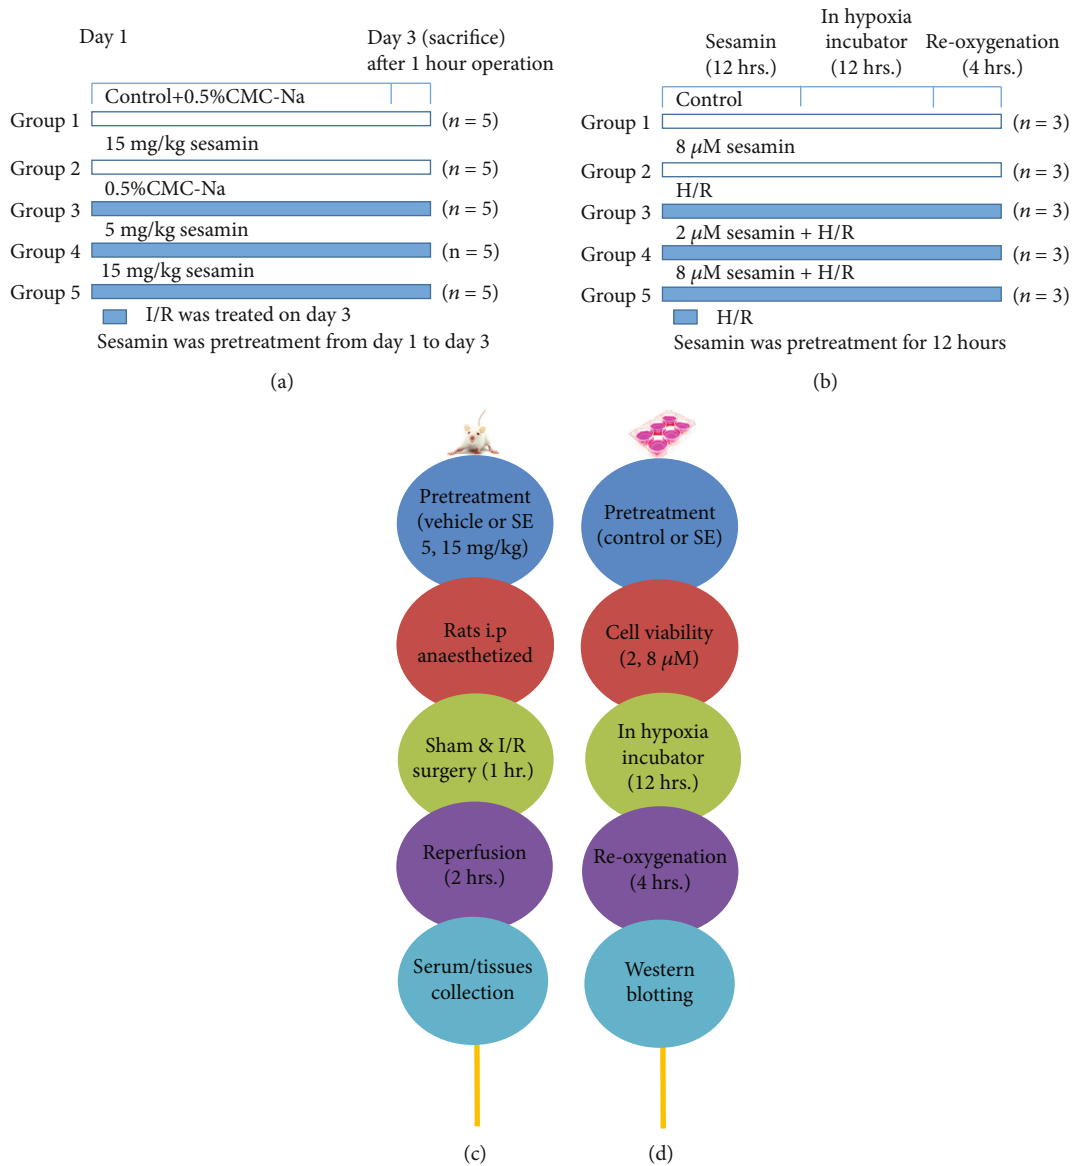 Day 1
Day 3 (sacrifice)
after 1 hour operation
Control+0.5%CMC-Na
Group 1
(n = 5)
15 mg/kg sesamin
Group 2
(n = 5)
0.5%CMC-Na
Group 3
(n = 5)
5 mg/kg sesamin
Group 4
(n = 5)
15 mg/kg sesamin
Group 5
(n = 5)
I/R was treated on day 3
Sesamin was pretreatment from day 1 to day 3
(a)
Sesamin
(12 hrs.)
In hypoxia
incubator
(12 hrs.)
Re-oxygenation
(4 hrs.)
Control
Group 1
(n = 3)
8 μM sesamin
Group 2
(n = 3)
H/R
Group 3
(n = 3)
2 μM sesamin + H/R
Group 4
(n = 3)
8 μM sesamin + H/R
Group 5
(n = 3)
H/R
Sesamin was pretreatment for 12 hours
(b)
Pretreatment
(vehicle or SE
5, 15 mg/kg)
Rats i.p
anaesthetized
Sham & I/R
surgery (1 hr.)
Reperfusion
(2 hrs.)
Serum/tissues
collection
(c)
Pretreatment
(control or SE)
Cell viability
(2, 8 μM)
In hypoxia
incubator
(12 hrs.)
Re-oxygenation
(4 hrs.)
Western
blotting
(d)